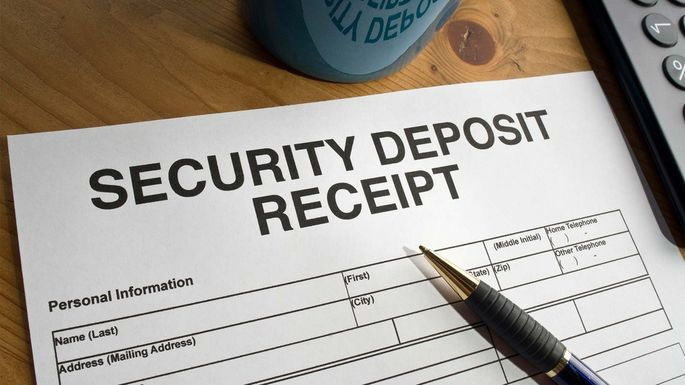 SECURITY DEPOSIT
RECEIPT
Personal Information
Name (Last)
(First)
(Middle Initial)
Home Telephone
( ) -
Address (Mailing Address)
(City)
(State)
(Zip)
Other Telephone
( ) -